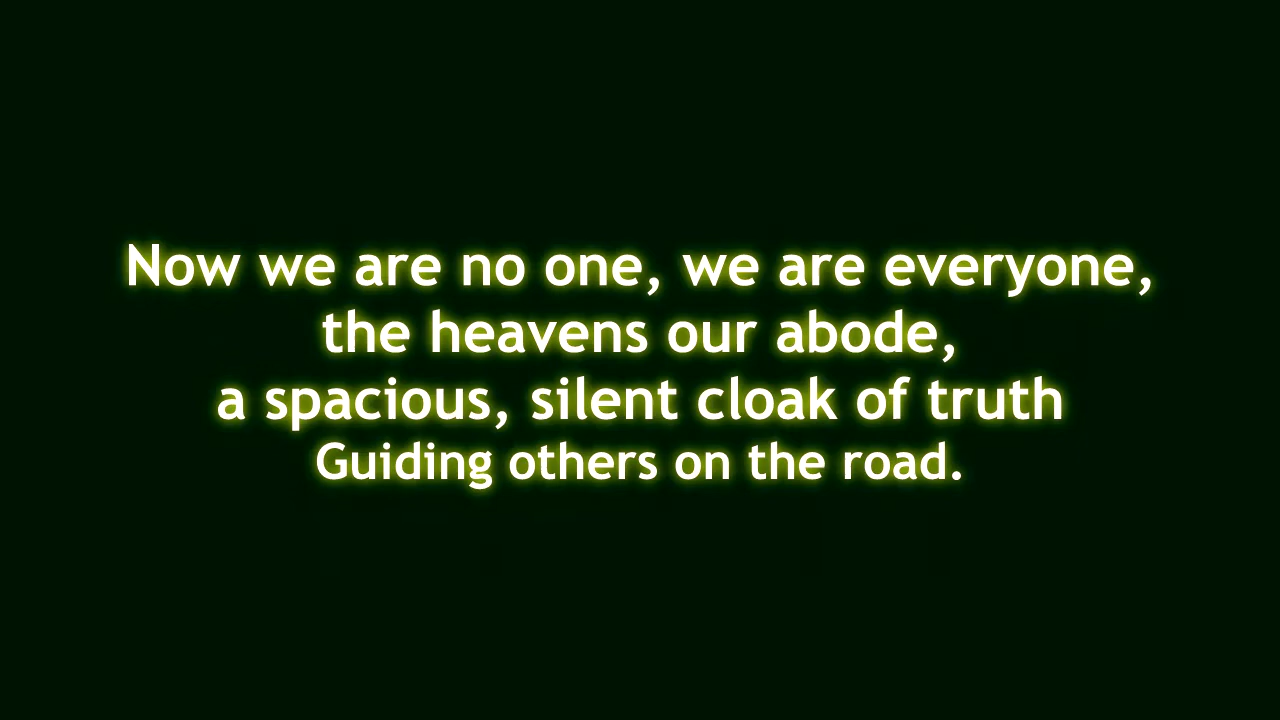 Now we are no one, we are everyone,
the heavens our abode,
a spacious, silent cloak of truth
Guiding others on the road.